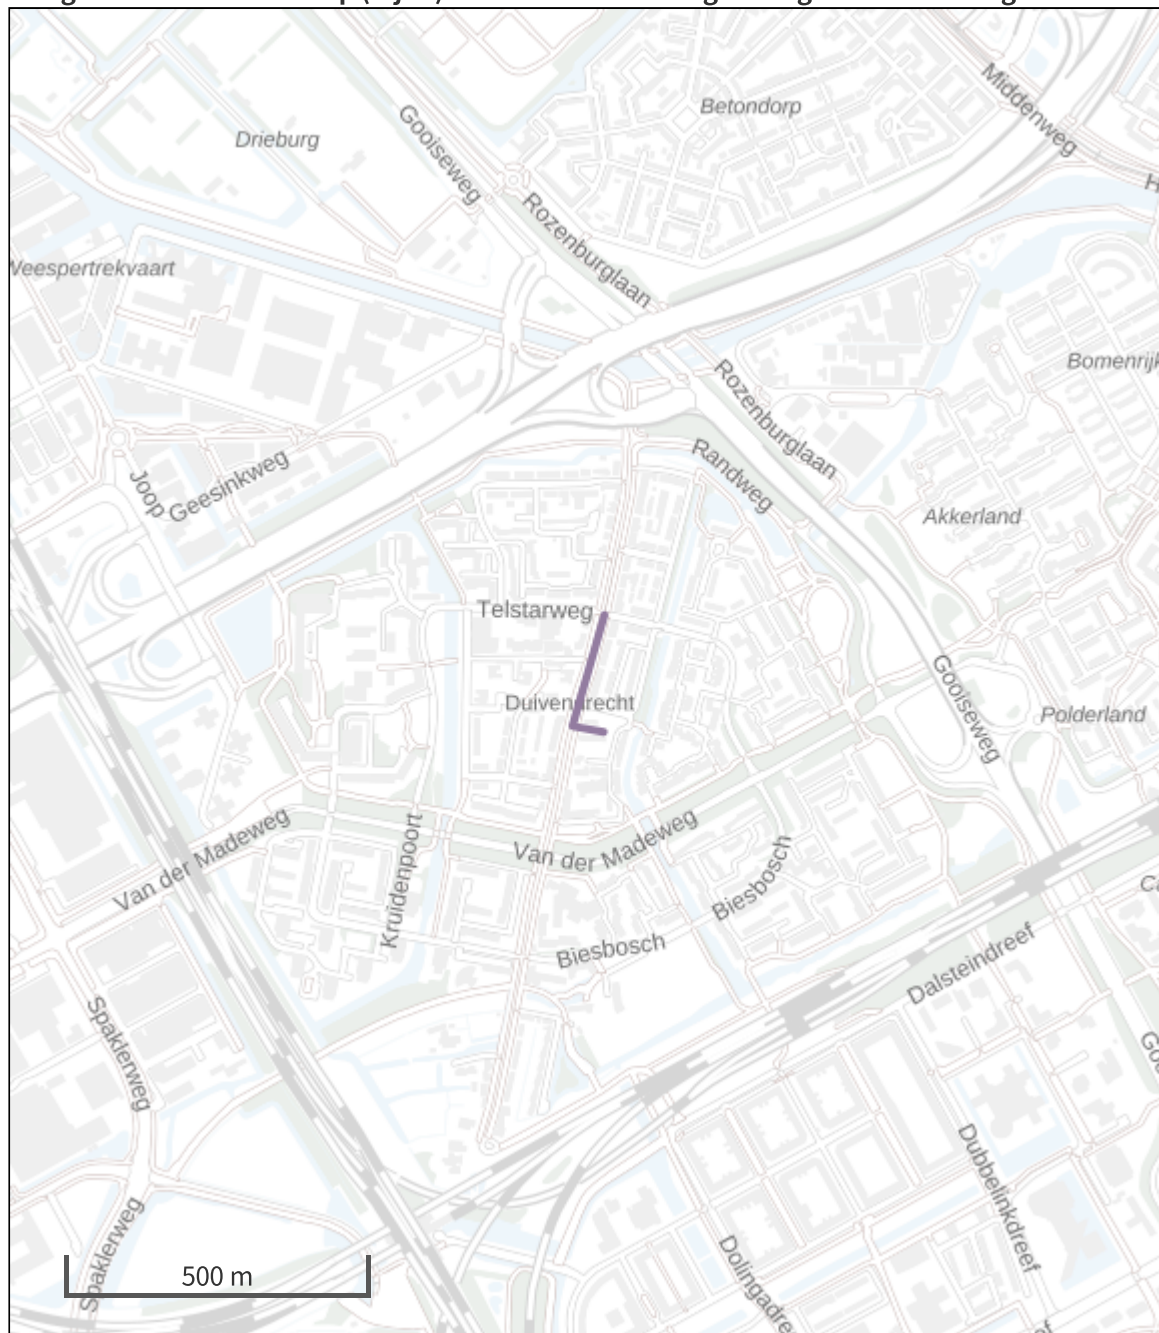 Middenweg
Betondorp
Gooiseweg
Drieburg
H
Rozenburglaan
Weespertrekvaart
Bomenrijk
Rozenburglaan
Randweg
Geesinkweg
Joop
Akkerland
Telstarweg
Duivendrecht
Gooiseweg
Polderland
Van der Madeweg
Van der Madeweg
Kruidenpoort
Biesbosch
Biesbosch
Dalsteindreef
Spaklerweg
Dubbelinkdreef
Spaklerweg
Dolingadre
500 m